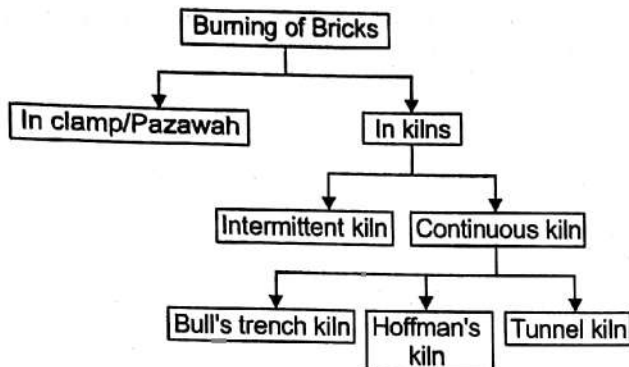 Burning of Bricks
In clamp/Pazawah
In kilns
Intermittent kiln
Continuous kiln
Bull's trench kiln
Hoffman's
kiln
Tunnel kiln